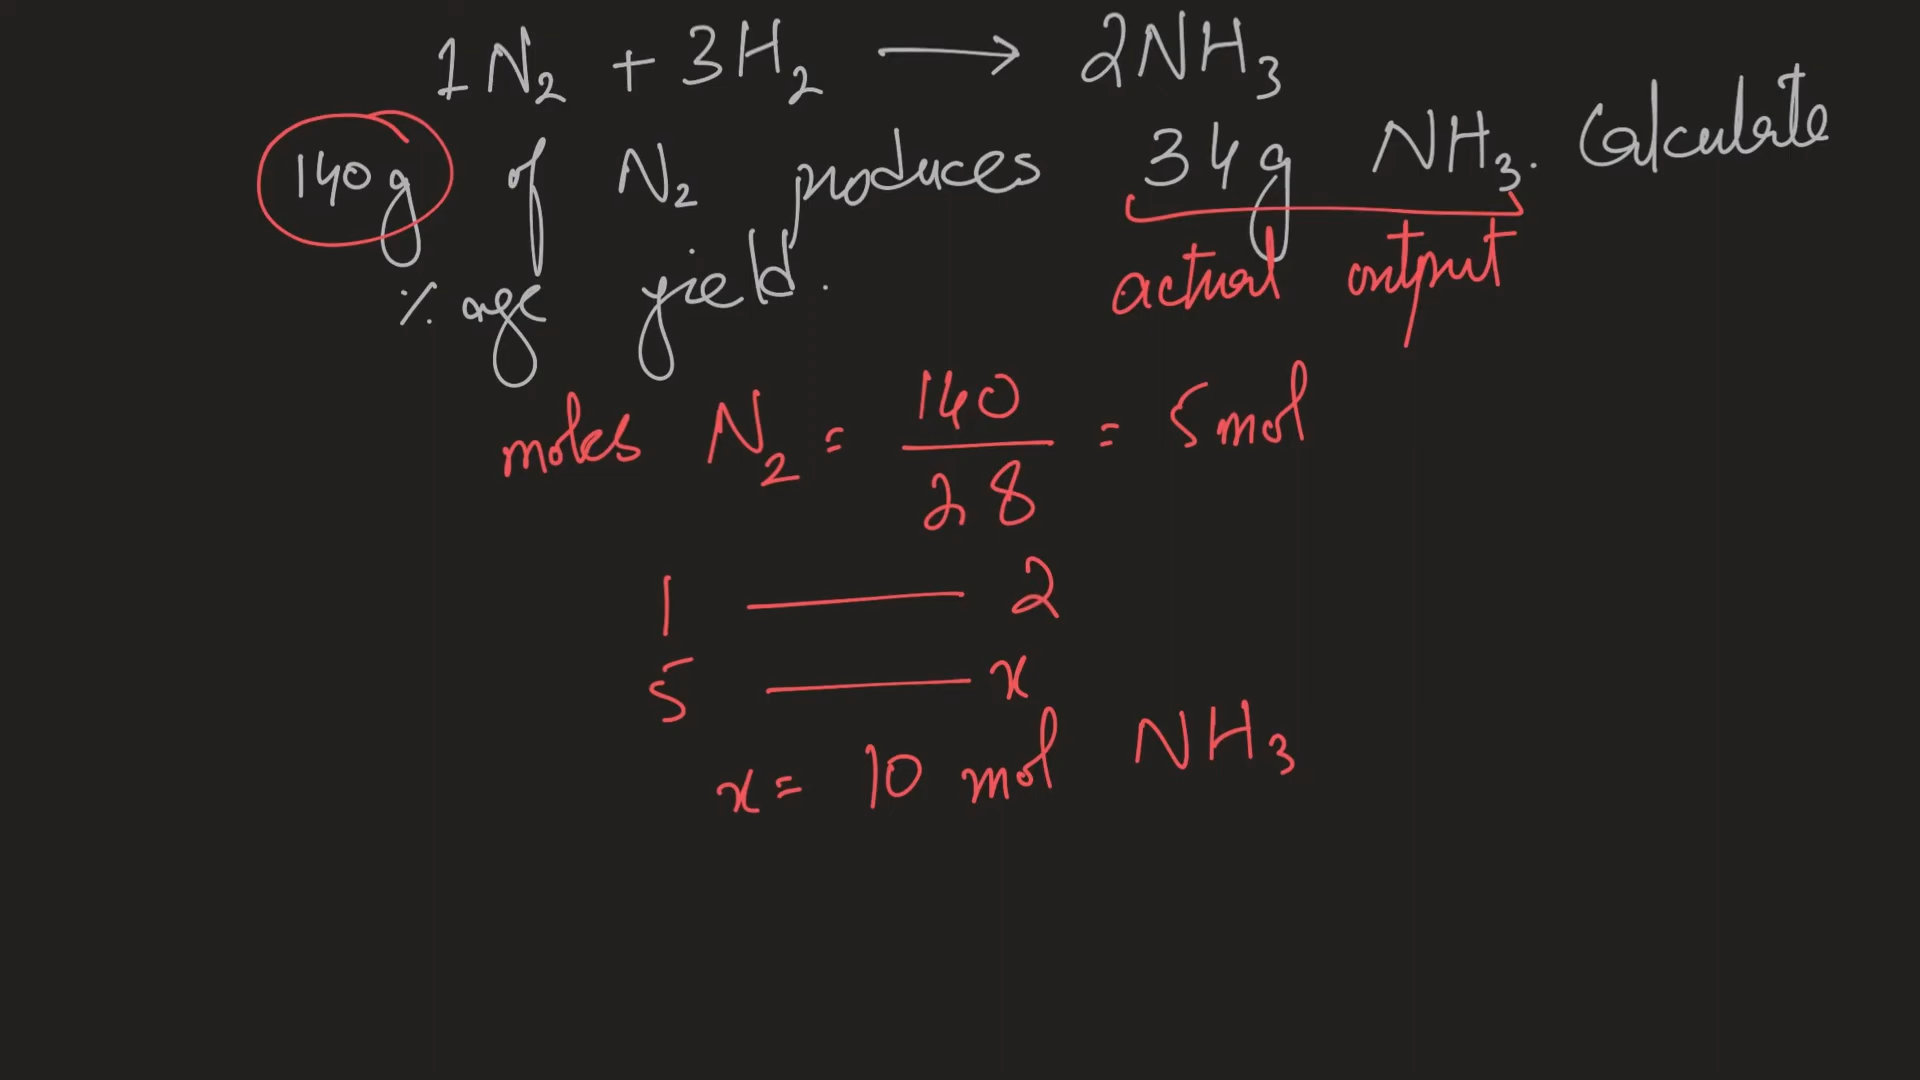 1N₂ + 3H₂ ⟶ 2NH₃
140g of N₂ produces 34g NH₃. Calculate
% age yield.
actual output
moles N₂ = 140/28 = 5 mol
1 —— 2
5 —— x
x = 10 mol NH₃